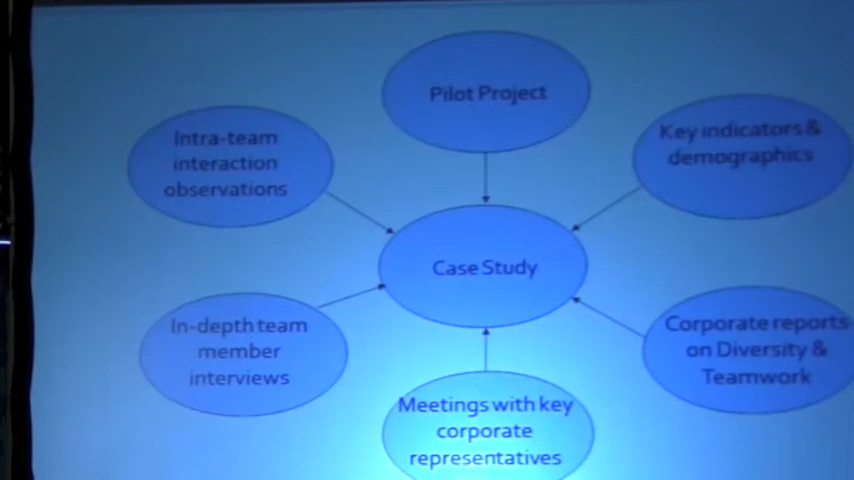 Pilot Project
Intra-team
interaction
observations
Key indicators &
demographics
Case Study
In-depth team
member
interviews
Corporate reports
on Diversity &
Teamwork
Meetings with key
corporate
representatives